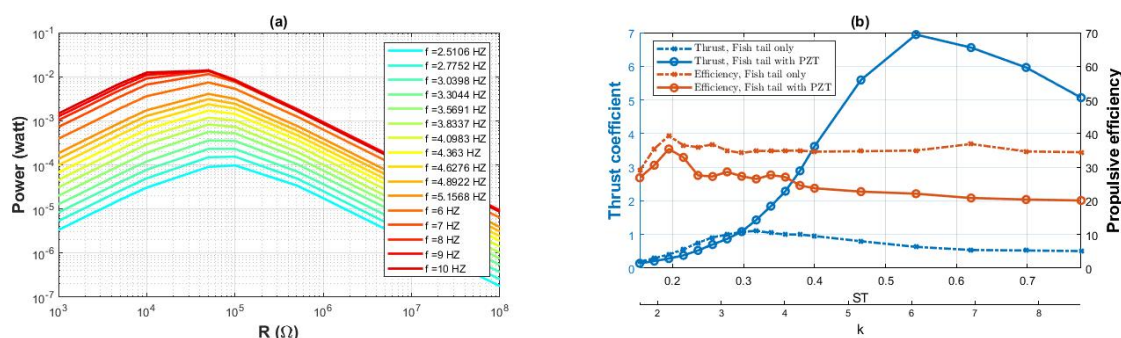 (a)
10^-1
10^-2
10^-3
10^-4
10^-5
10^-6
10^-7
Power (watt)
10^3
10^4
10^5
10^6
10^7
10^8
R (Ω)
f =2.5106 HZ
f =2.7752 HZ
f =3.0398 HZ
f =3.3044 HZ
f =3.5691 HZ
f =3.8337 HZ
f =4.0983 HZ
f =4.363 HZ
f =4.6276 HZ
f =4.8922 HZ
f =5.1568 HZ
f =6 HZ
f =7 HZ
f =8 HZ
f =9 HZ
f =10 HZ
(b)
7
6
5
4
3
2
1
0
Thrust coefficient
Thrust, Fish tail only
Thrust, Fish tail with PZT
Efficiency, Fish tail only
Efficiency, Fish tail with PZT
70
60
50
40
30
20
10
0
Propulsive efficiency
0.2
0.3
0.4
0.5
0.6
0.7
ST
2
3
4
5
6
7
8
k